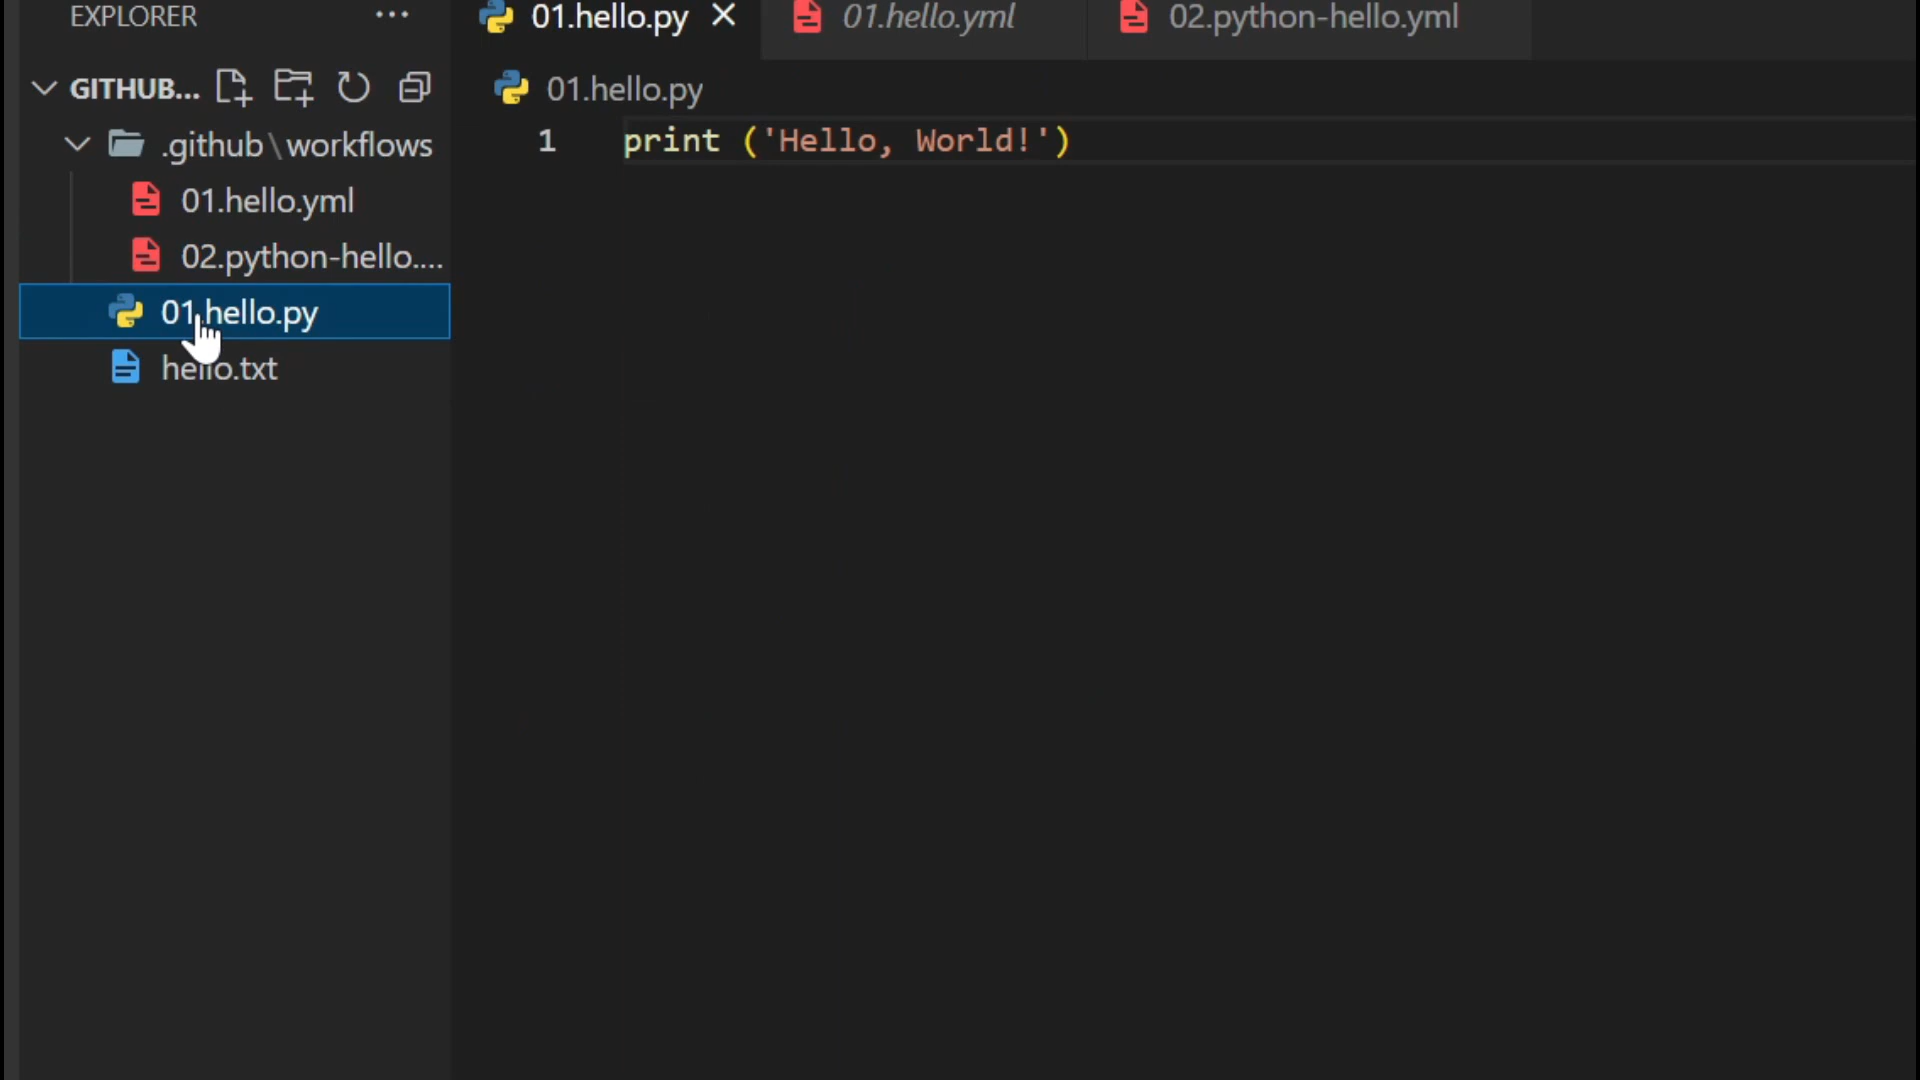 EXPLORER
GITHUB...
.github\workflows
01.hello.yml
02.python-hello....
01.hello.py
hello.txt
01.hello.py
01.hello.yml
02.python-hello.yml
01.hello.py
1 print ('Hello, World!')